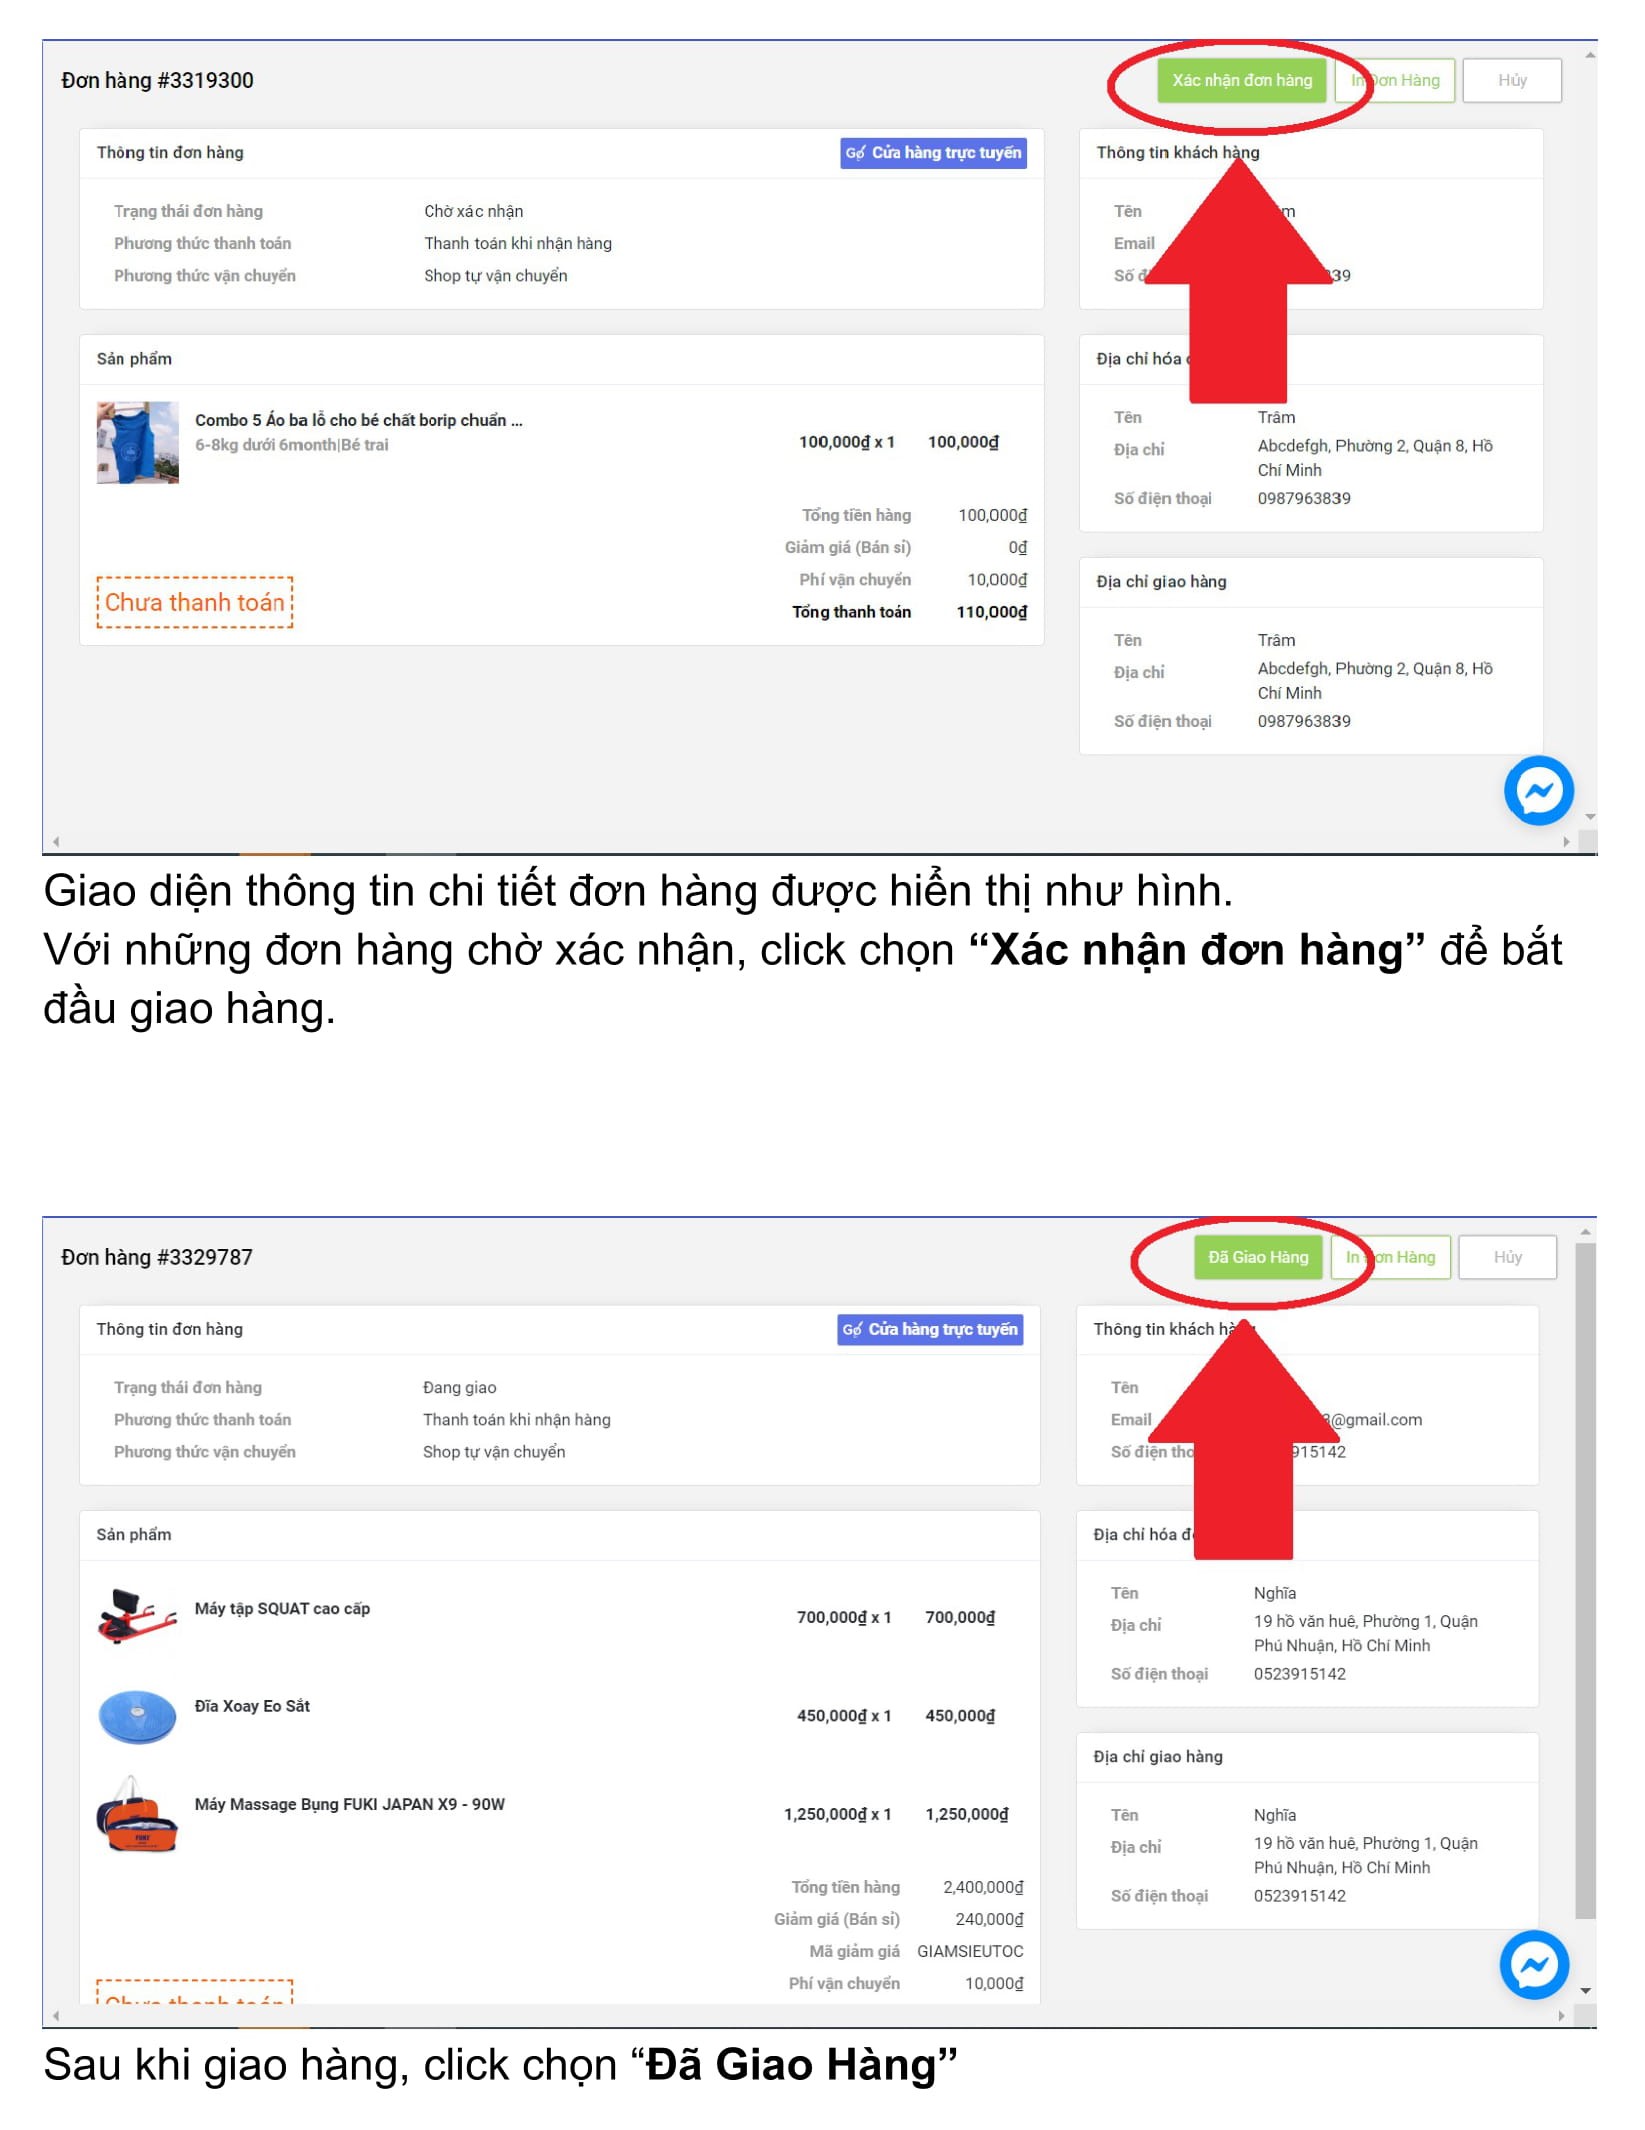 Đơn hàng #3319300
Xác nhận đơn hàng
In Đơn Hàng
Hủy
Thông tin đơn hàng
Cửa hàng trực tuyến
Trạng thái đơn hàng Chờ xác nhận
Phương thức thanh toán Thanh toán khi nhận hàng
Phương thức vận chuyển Shop tự vận chuyển
Thông tin khách hàng
Tên
Email
Số
39
Sản phẩm
Combo 5 Áo ba lỗ cho bé chất borip chuẩn ...
6-8kg dưới 6month|Bé trai
100,000₫ x 1 100,000₫
Tổng tiền hàng 100,000₫
Giảm giá (Bán sỉ) 0₫
Phí vận chuyển 10,000₫
Tổng thanh toán 110,000₫
Chưa thanh toán
Địa chỉ hóa
Tên Trâm
Địa chỉ Abcdefgh, Phường 2, Quận 8, Hồ
Chí Minh
Số điện thoại 0987963839
Địa chỉ giao hàng
Tên Trâm
Địa chỉ Abcdefgh, Phường 2, Quận 8, Hồ
Chí Minh
Số điện thoại 0987963839
Giao diện thông tin chi tiết đơn hàng được hiển thị như hình.
Với những đơn hàng chờ xác nhận, click chọn “Xác nhận đơn hàng” để bắt
đầu giao hàng.
Đơn hàng #3329787
Đã Giao Hàng
In Đơn Hàng
Hủy
Thông tin đơn hàng
Cửa hàng trực tuyến
Trạng thái đơn hàng Đang giao
Phương thức thanh toán Thanh toán khi nhận hàng
Phương thức vận chuyển Shop tự vận chuyển
Thông tin khách
Tên
Email @gmail.com
Số điện 915142
Sản phẩm
Máy tập SQUAT cao cấp
700,000₫ x 1 700,000₫
Đĩa Xoay Eo Sắt
450,000₫ x 1 450,000₫
Máy Massage Bụng FUKI JAPAN X9 - 90W
1,250,000₫ x 1 1,250,000₫
Tổng tiền hàng 2,400,000₫
Giảm giá (Bán sỉ) 240,000₫
Mã giảm giá GIAMSIEUTOC
Phí vận chuyển 10,000₫
Chưa thanh toán
Địa chỉ hóa
Tên Nghĩa
Địa chỉ 19 hồ văn huê, Phường 1, Quận
Phú Nhuận, Hồ Chí Minh
Số điện thoại 0523915142
Địa chỉ giao hàng
Tên Nghĩa
Địa chỉ 19 hồ văn huê, Phường 1, Quận
Phú Nhuận, Hồ Chí Minh
Số điện thoại 0523915142
Sau khi giao hàng, click chọn “Đã Giao Hàng”